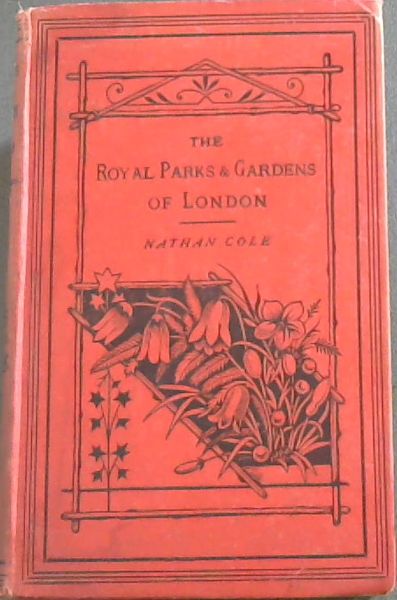 THE
ROYAL PARKS & GARDENS
OF LONDON
NATHAN COLE